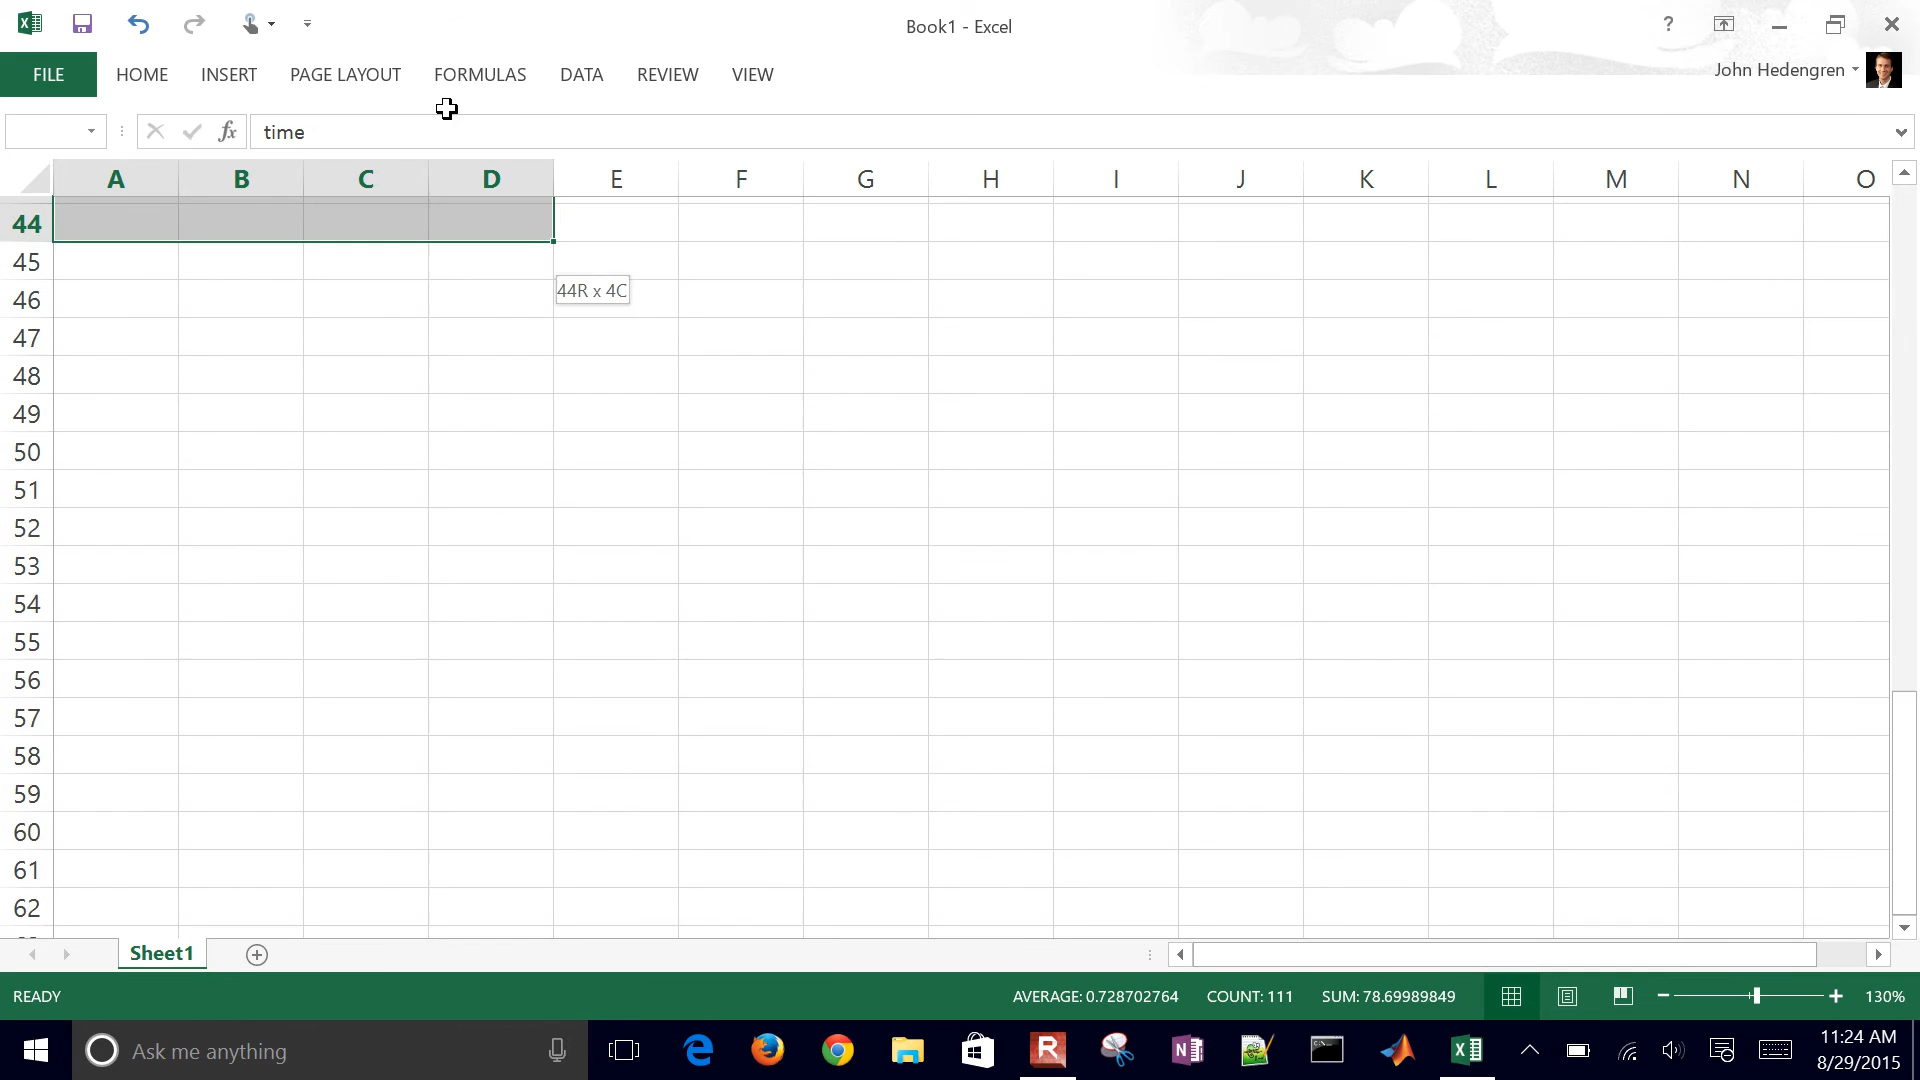 Book1 - Excel
?
FILE HOME INSERT PAGE LAYOUT FORMULAS DATA REVIEW VIEW
John Hedengren
fx time
A B C D E F G H I J K L M N O
44
45
44R x 4C
46
47
48
49
50
51
52
53
54
55
56
57
58
59
60
61
62
Sheet1
READY AVERAGE: 0.728702764 COUNT: 111 SUM: 78.69989849 130%
Ask me anything
11:24 AM
8/29/2015